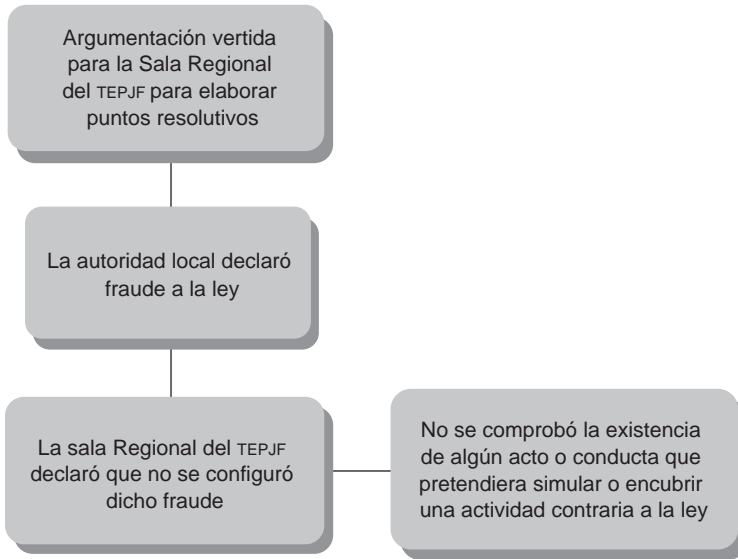 Argumentación vertida
para la Sala Regional
del TEPJF para elaborar
puntos resolutivos
La autoridad local declaró
fraude a la ley
La sala Regional del TEPJF
declaró que no se configuró
dicho fraude
No se comprobó la existencia
de algún acto o conducta que
pretendiera simular o encubrir
una actividad contraria a la ley